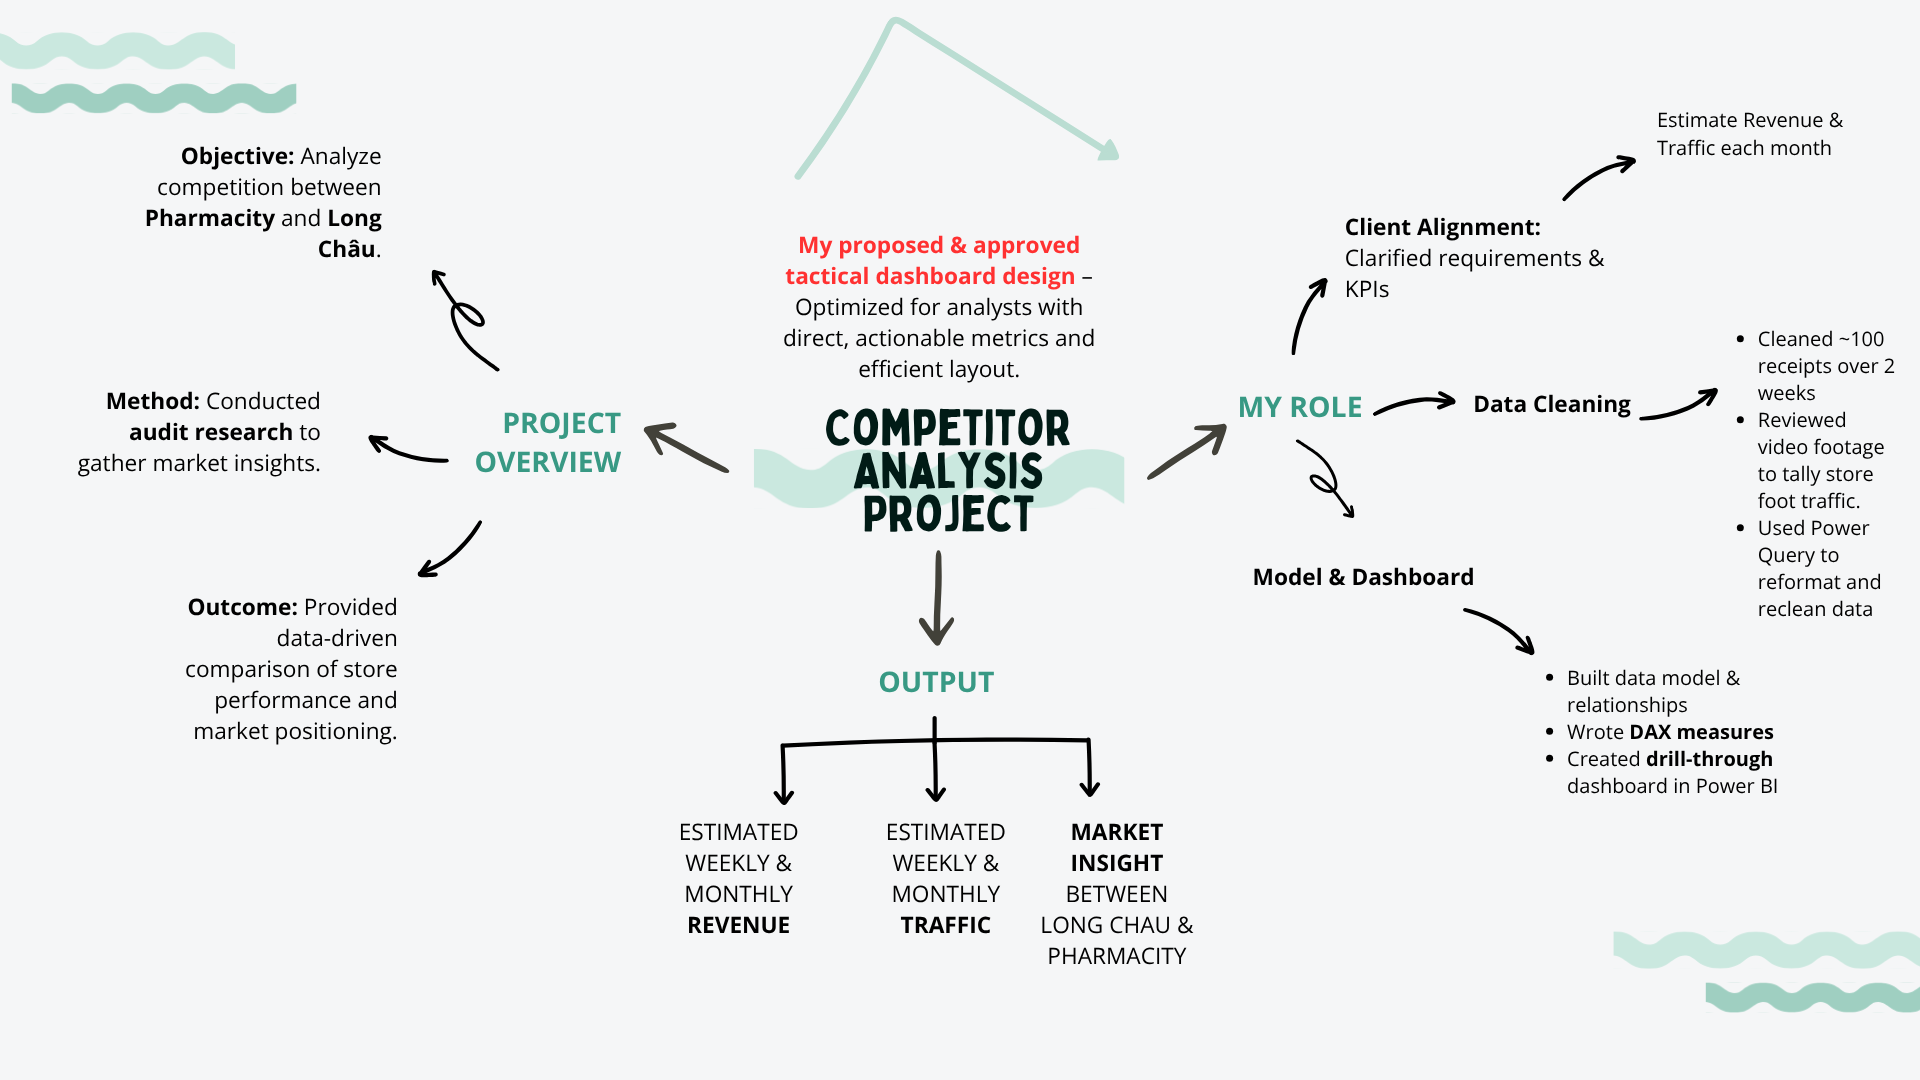 Objective: Analyze
competition between
Pharmacity and Long
Châu.
Method: Conducted
audit research to
gather market insights.
Outcome: Provided
data-driven
comparison of store
performance and
market positioning.
PROJECT
OVERVIEW
My proposed & approved
tactical dashboard design –
Optimized for analysts with
direct, actionable metrics and
efficient layout.
COMPETITOR
ANALYSIS
PROJECT
OUTPUT
ESTIMATED
WEEKLY &
MONTHLY
REVENUE
ESTIMATED
WEEKLY &
MONTHLY
TRAFFIC
MARKET
INSIGHT
BETWEEN
LONG CHAU &
PHARMACITY
MY ROLE
Client Alignment:
Clarified requirements &
KPIs
Estimate Revenue &
Traffic each month
Data Cleaning
• Cleaned ~100
receipts over 2
weeks
• Reviewed
video footage
to tally store
foot traffic.
• Used Power
Query to
reformat and
reclean data
Model & Dashboard
• Built data model &
relationships
• Wrote DAX measures
• Created drill-through
dashboard in Power BI